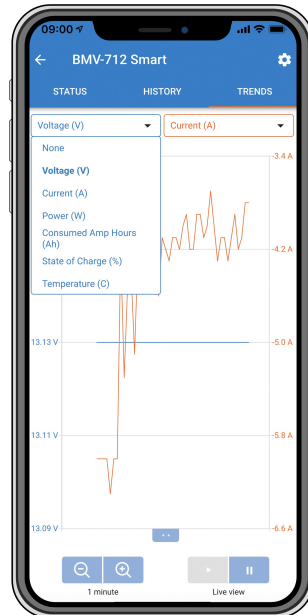 09:00
BMV-712 Smart
STATUS HISTORY TRENDS
Voltage (V) Current (A)
None
Voltage (V)
Current (A)
Power (W)
Consumed Amp Hours
(Ah)
State of Charge (%)
Temperature (C)
-3.4 A
-4.2 A
13.13 V -5.0 A
13.11 V -5.8 A
13.09 V -6.6 A
1 minute Live view